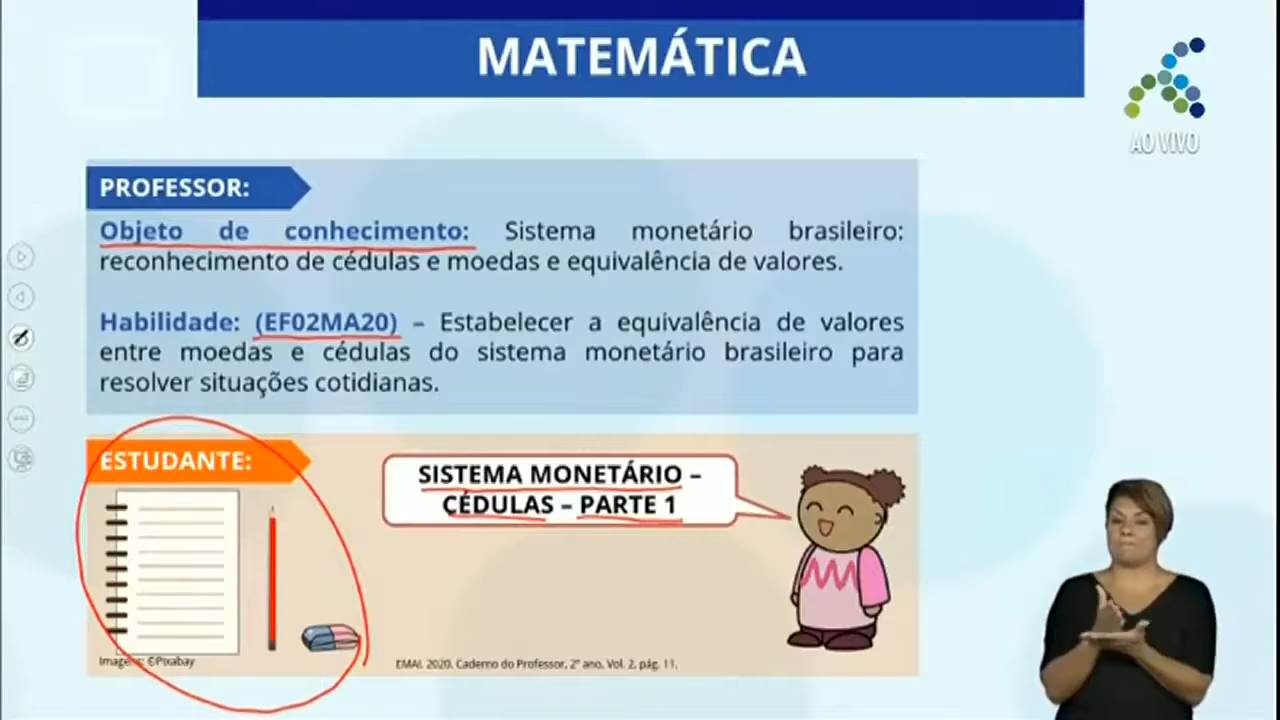 MATEMÁTICA
AO VIVO
PROFESSOR:
Objeto de conhecimento: Sistema monetário brasileiro:
reconhecimento de cédulas e moedas e equivalência de valores.
Habilidade: (EF02MA20) – Estabelecer a equivalência de valores
entre moedas e cédulas do sistema monetário brasileiro para
resolver situações cotidianas.
ESTUDANTE:
SISTEMA MONETÁRIO –
CÉDULAS – PARTE 1
Imagens: ©Pixabay
EMAI, 2020, Caderno do Professor, 2° ano, Vol. 2, pág. 11.